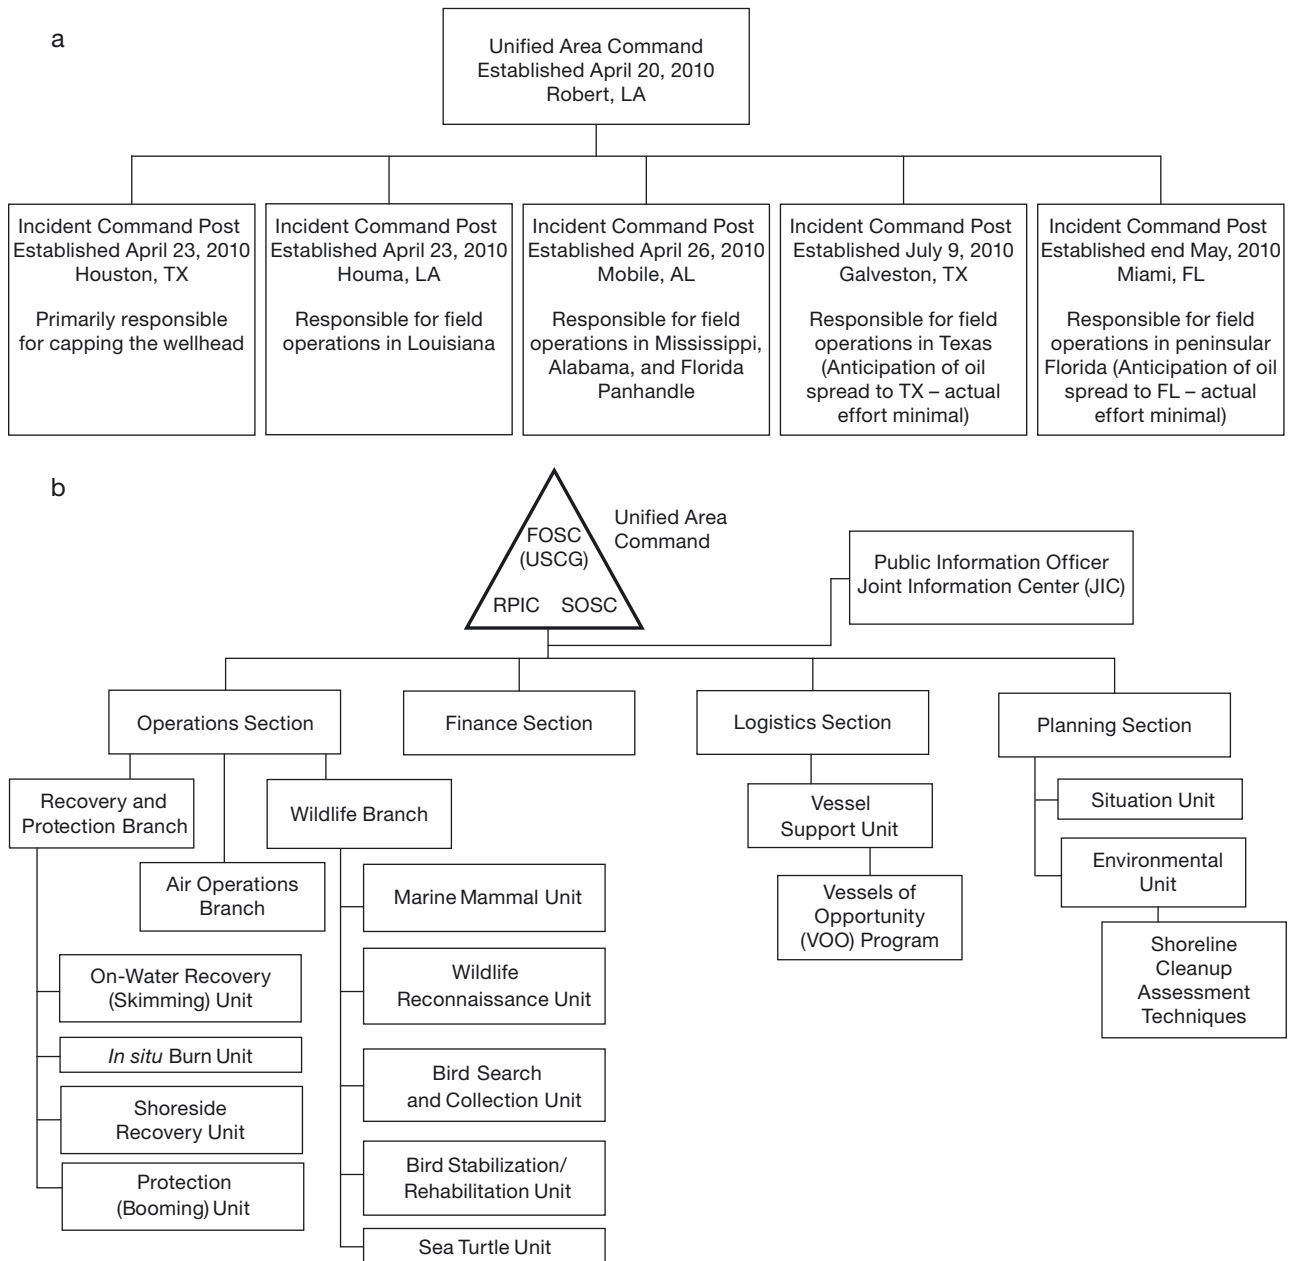 a
Unified Area Command
Established April 20, 2010
Robert, LA
Incident Command Post
Established April 23, 2010
Houston, TX
Primarily responsible
for capping the wellhead
Incident Command Post
Established April 23, 2010
Houma, LA
Responsible for field
operations in Louisiana
Incident Command Post
Established April 26, 2010
Mobile, AL
Responsible for field
operations in Mississippi,
Alabama, and Florida
Panhandle
Incident Command Post
Established July 9, 2010
Galveston, TX
Responsible for field
operations in Texas
(Anticipation of oil
spread to TX – actual
effort minimal)
Incident Command Post
Established end May, 2010
Miami, FL
Responsible for field
operations in peninsular
Florida (Anticipation of oil
spread to FL – actual
effort minimal)
b
FOSC
(USCG)
RPIC SOSC
Unified Area
Command
Public Information Officer
Joint Information Center (JIC)
Operations Section
Finance Section
Logistics Section
Planning Section
Recovery and
Protection Branch
Air Operations
Branch
Wildlife Branch
On-Water Recovery
(Skimming) Unit
In situ Burn Unit
Shoreside
Recovery Unit
Protection
(Booming) Unit
Marine Mammal Unit
Wildlife
Reconnaissance Unit
Bird Search
and Collection Unit
Bird Stabilization/
Rehabilitation Unit
Sea Turtle Unit
Vessel
Support Unit
Vessels of
Opportunity
(VOO) Program
Situation Unit
Environmental
Unit
Shoreline
Cleanup
Assessment
Techniques